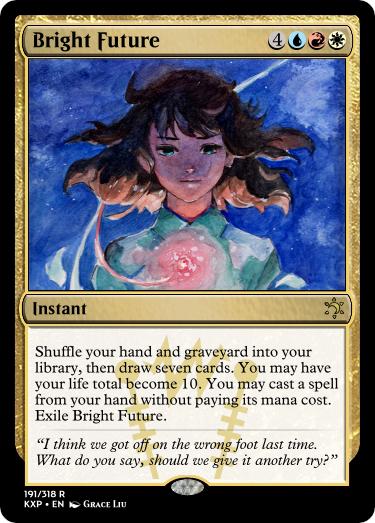 Bright Future 4
Instant
Shuffle your hand and graveyard into your
library, then draw seven cards. You may have
your life total become 10. You may cast a spell
from your hand without paying its mana cost.
Exile Bright Future.
“I think we got off on the wrong foot last time.
What do you say, should we give it another try?”
191/318 R
KXP • EN Grace Liu